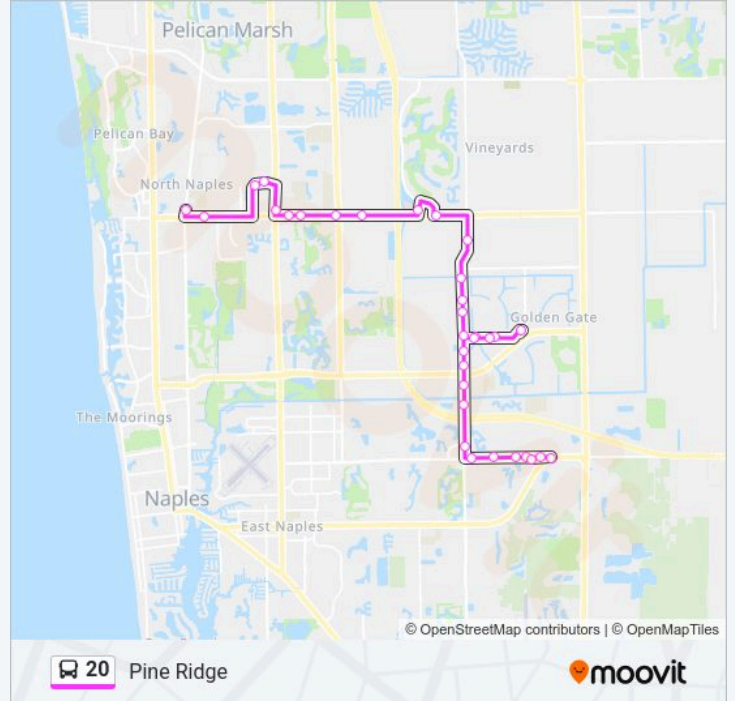 Pelican Marsh
Pelican Bay
Vineyards
North Naples
Golden Gate
The Moorings
Naples
East Naples
© OpenStreetMap contributors | © OpenMapTiles
20 Pine Ridge
moovit